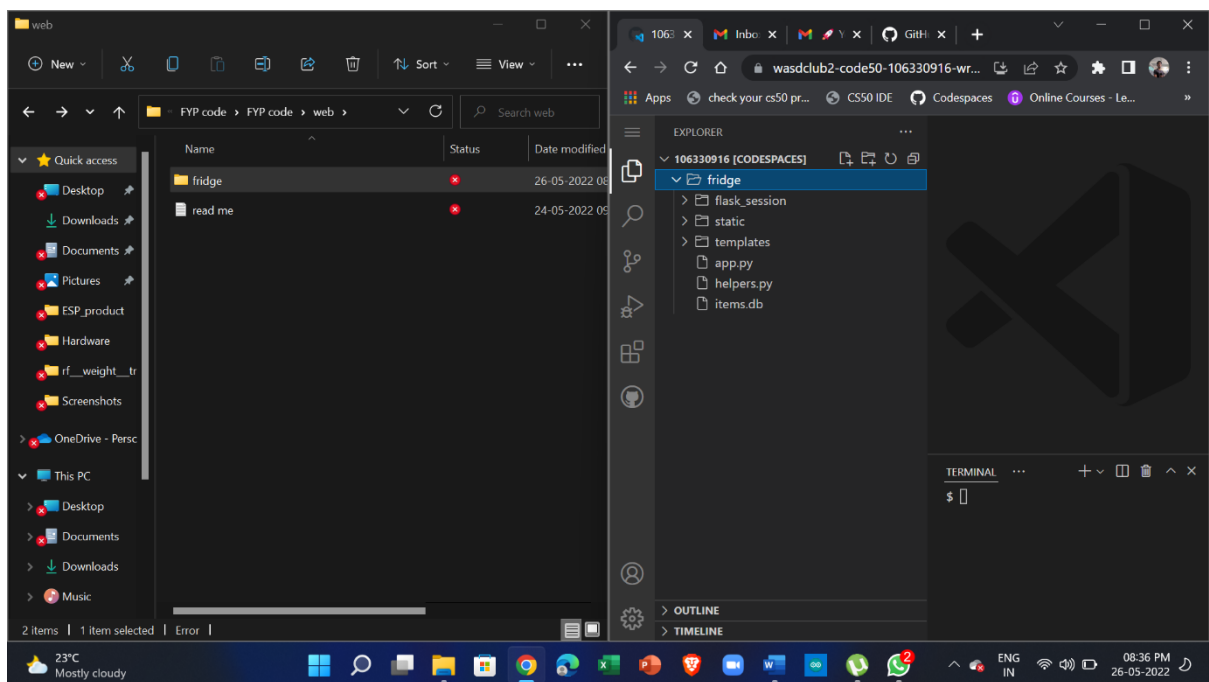 web
New
Sort
View
FYP code › FYP code › web ›
Search web
Name
Status
Date modified
Quick access
Desktop
Downloads
Documents
Pictures
ESP_product
Hardware
rf__weight__tr
Screenshots
OneDrive - Persc
This PC
Desktop
Documents
Downloads
Music
fridge
26-05-2022 08
read me
24-05-2022 09
2 items
1 item selected
Error
1063
Inbo
Y
GitH
wasdclub2-code50-106330916-wr...
Apps
check your cs50 pr...
CS50 IDE
Codespaces
Online Courses - Le...
»
EXPLORER
106330916 [CODESPACES]
fridge
flask_session
static
templates
app.py
helpers.py
items.db
OUTLINE
TIMELINE
TERMINAL
$
23°C
Mostly cloudy
2
ENG
IN
08:36 PM
26-05-2022